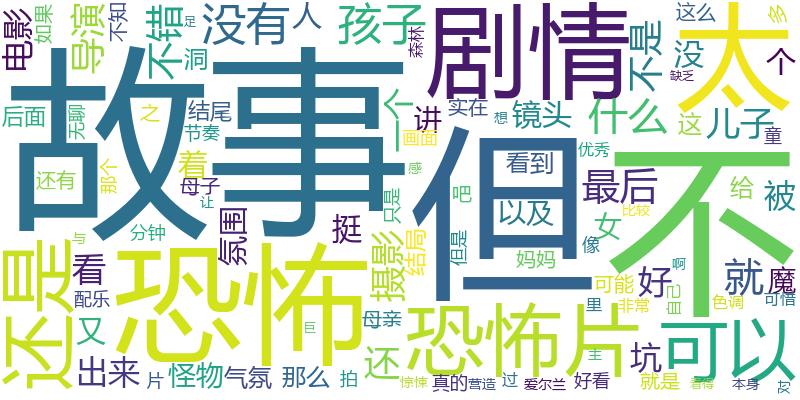 电影
如果
不知
导演
不错
足
洞
没有
人
孩子
森林
剧情
不是
这么
没
太
多
个
故事
后面
无聊
之
结尾
节奏
一个
讲
实在
想
镜头
什么
这
儿子
童
缺乏
画面
还有
那个
着
母子
让
感
只是
吧
看到
优秀
最后
给
被
但
不
与
分钟
氛围
挺
摄影
结局
但是
以及
妈妈
像
女
比较
还是
看
配乐
又
恐怖
巨
母亲
还
恐怖片
可能
里
非常
好
自己
啊
就
色调
魔
可惜
可以
出来
片
怪物
气氛
那么
拍
惊悚
真的
营造
过
爱尔兰
好看
主
坑
就是
看得
本身
对